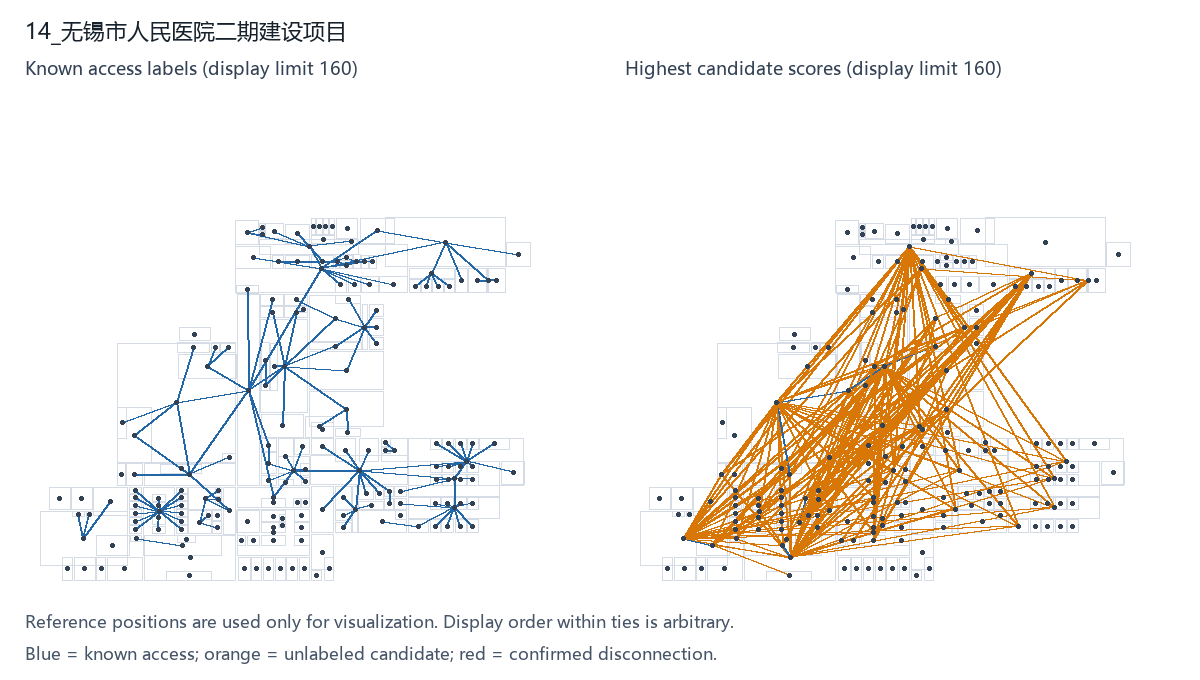 14_无锡市人民医院二期建设项目
Known access labels (display limit 160)
Highest candidate scores (display limit 160)
Reference positions are used only for visualization. Display order within ties is arbitrary.
Blue = known access; orange = unlabeled candidate; red = confirmed disconnection.